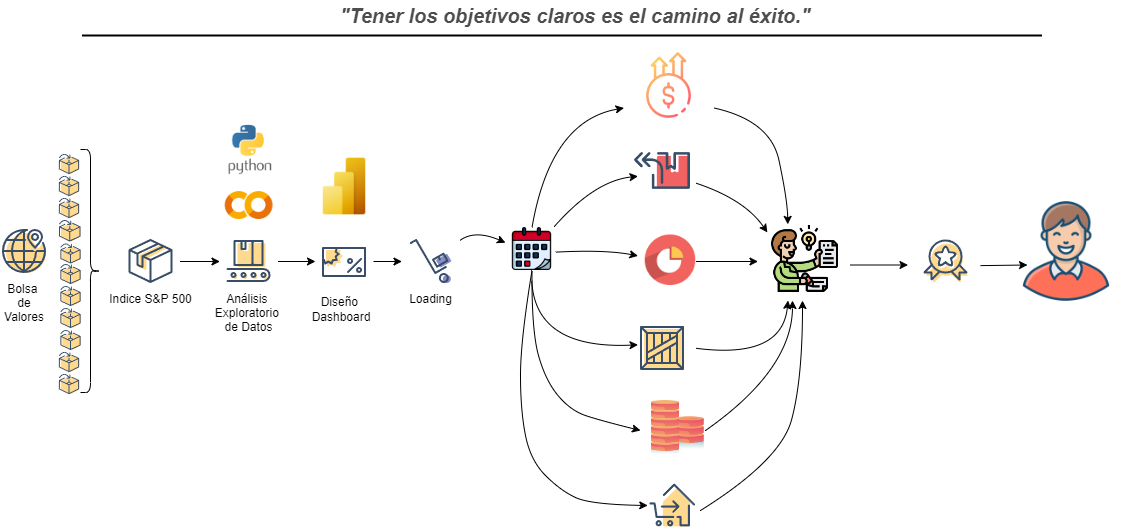 "Tener los objetivos claros es el camino al éxito."
python
Bolsa
de
Valores
Indice S&P 500
Análisis
Exploratorio
de Datos
Diseño
Dashboard
Loading